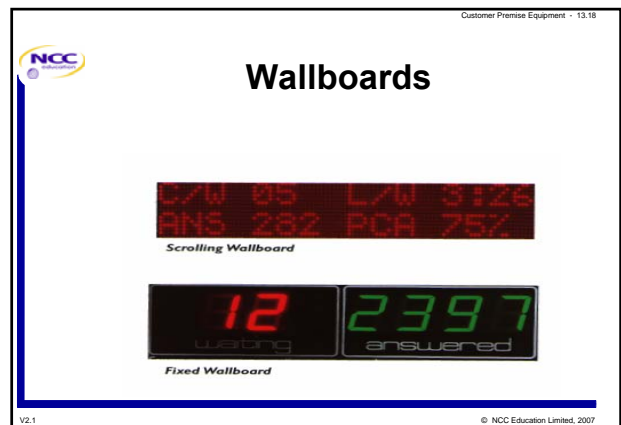 Customer Premise Equipment - 13.18
NCC
education
Wallboards
C/W 05 L/W 3:26
ANS 282 PCA 75%
Scrolling Wallboard
12 2397
waiting answered
Fixed Wallboard
V2.1 © NCC Education Limited, 2007